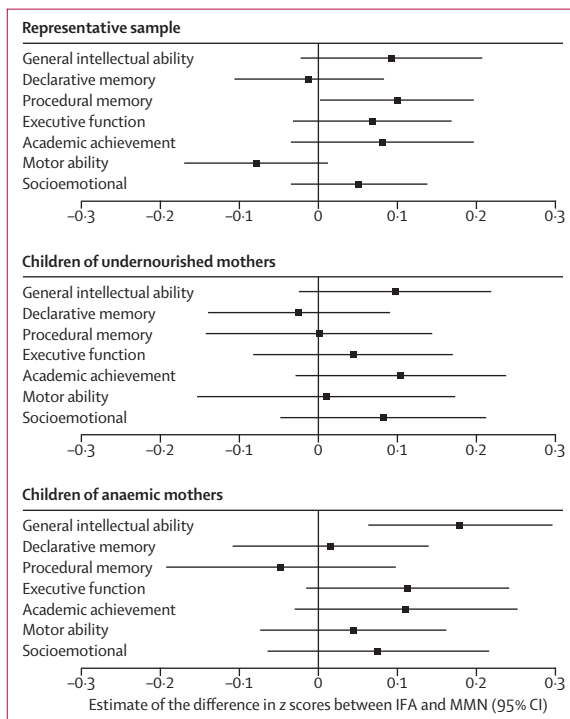 Representative sample
General intellectual ability
Declarative memory
Procedural memory
Executive function
Academic achievement
Motor ability
Socioemotional
–0·3 –0·2 –0·1 0 0·1 0·2 0·3
Children of undernourished mothers
General intellectual ability
Declarative memory
Procedural memory
Executive function
Academic achievement
Motor ability
Socioemotional
–0·3 –0·2 –0·1 0 0·1 0·2 0·3
Children of anaemic mothers
General intellectual ability
Declarative memory
Procedural memory
Executive function
Academic achievement
Motor ability
Socioemotional
–0·3 –0·2 –0·1 0 0·1 0·2 0·3
Estimate of the difference in z scores between IFA and MMN (95% CI)